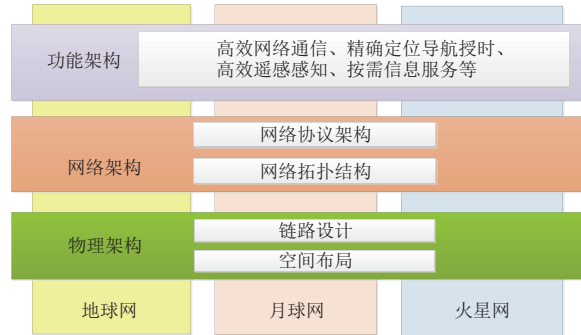 功能架构
高效网络通信、精确定位导航授时、
高效遥感感知、按需信息服务等
网络协议架构
网络架构
网络拓扑结构
链路设计
物理架构
空间布局
地球网 月球网 火星网